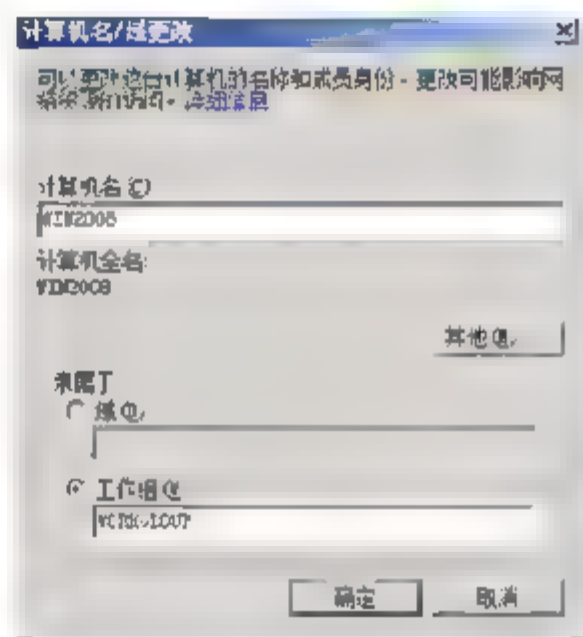 计算机名/域更改
可以更改这台计算机的名称和成员身份。更改可能影响网
络资源的访问。详细信息
计算机名(C):
WIN2008
计算机全名:
WIN2008
其他(M)...
隶属于
域(D):
工作组(W):
WORKGROUP
确定
取消